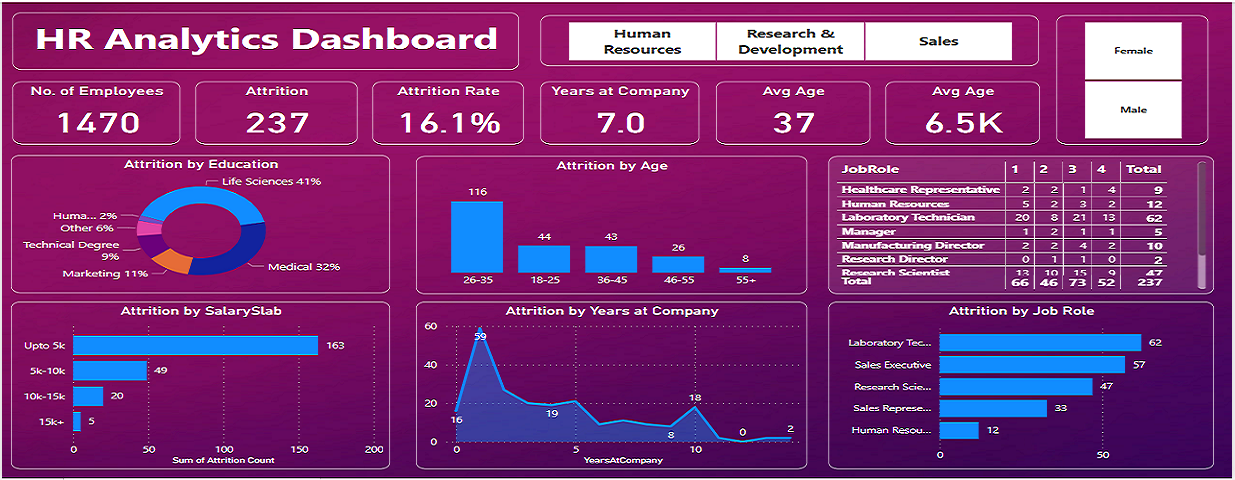 HR Analytics Dashboard
Human
Resources
Research &
Development
Sales
Female
Male
No. of Employees
1470
Attrition
237
Attrition Rate
16.1%
Years at Company
7.0
Avg Age
37
Avg Age
6.5K
Attrition by Education
Life Sciences 41%
Huma... 2%
Other 6%
Technical Degree
9%
Marketing 11%
Medical 32%
Attrition by Age
116
44
43
26
8
26-35 18-25 36-45 46-55 55+
JobRole 1 2 3 4 Total
Healthcare Representative 2 2 1 4 9
Human Resources 5 2 3 2 12
Laboratory Technician 20 8 21 13 62
Manager 1 2 1 1 5
Manufacturing Director 2 2 4 2 10
Research Director 0 1 1 0 2
Research Scientist 13 10 15 9 47
Total 66 46 73 52 237
Attrition by SalarySlab
Upto 5k 163
5k-10k 49
10k-15k 20
15k+ 5
0 50 100 150 200
Sum of Attrition Count
Attrition by Years at Company
60
40
20
0
59
16
19
8
18
0
2
0 5 10
YearsAtCompany
Attrition by Job Role
Laboratory Tec... 62
Sales Executive 57
Research Scie... 47
Sales Represe... 33
Human Resou... 12
0 50